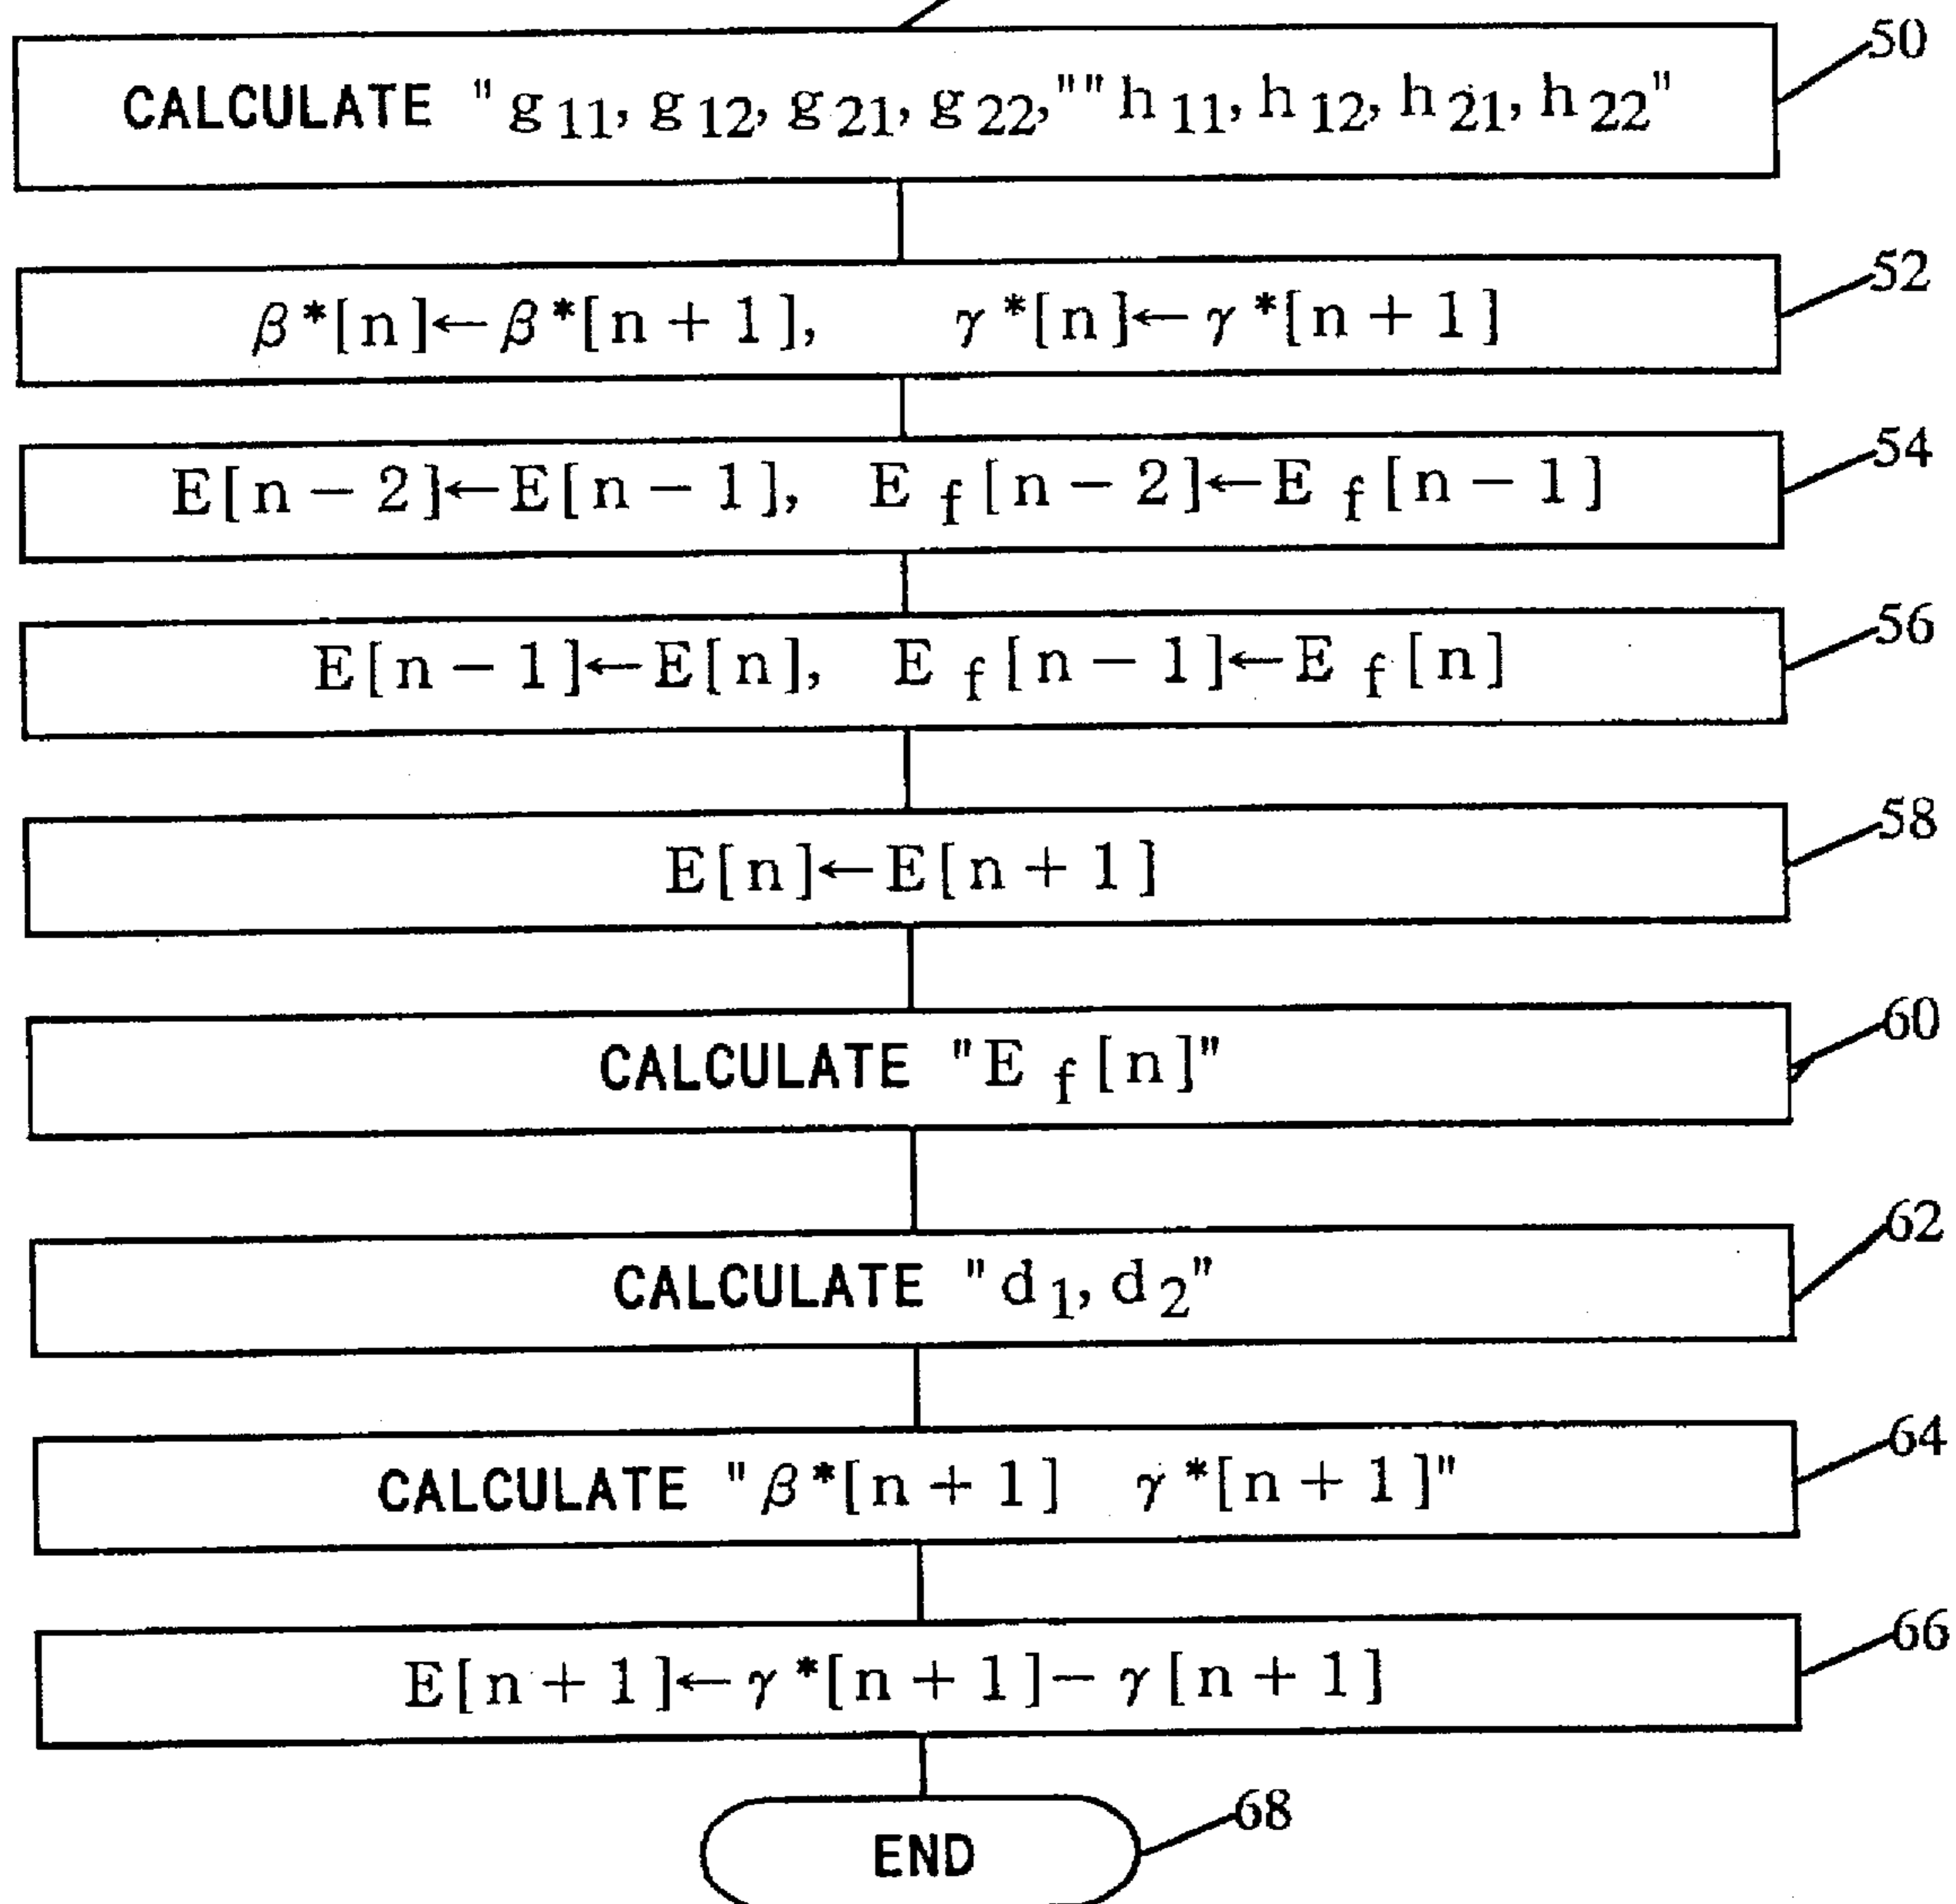 50
CALCULATE "g11, g12, g21, g22,""h11, h12, h21, h22"
52
β*[n]←β*[n+1], γ*[n]←γ*[n+1]
54
E[n-2]←E[n-1], Ef[n-2]←Ef[n-1]
56
E[n-1]←E[n], Ef[n-1]←Ef[n]
58
E[n]←E[n+1]
60
CALCULATE "Ef[n]"
62
CALCULATE "d1, d2"
64
CALCULATE "β*[n+1] γ*[n+1]"
66
E[n+1]←γ*[n+1]-γ[n+1]
68
END